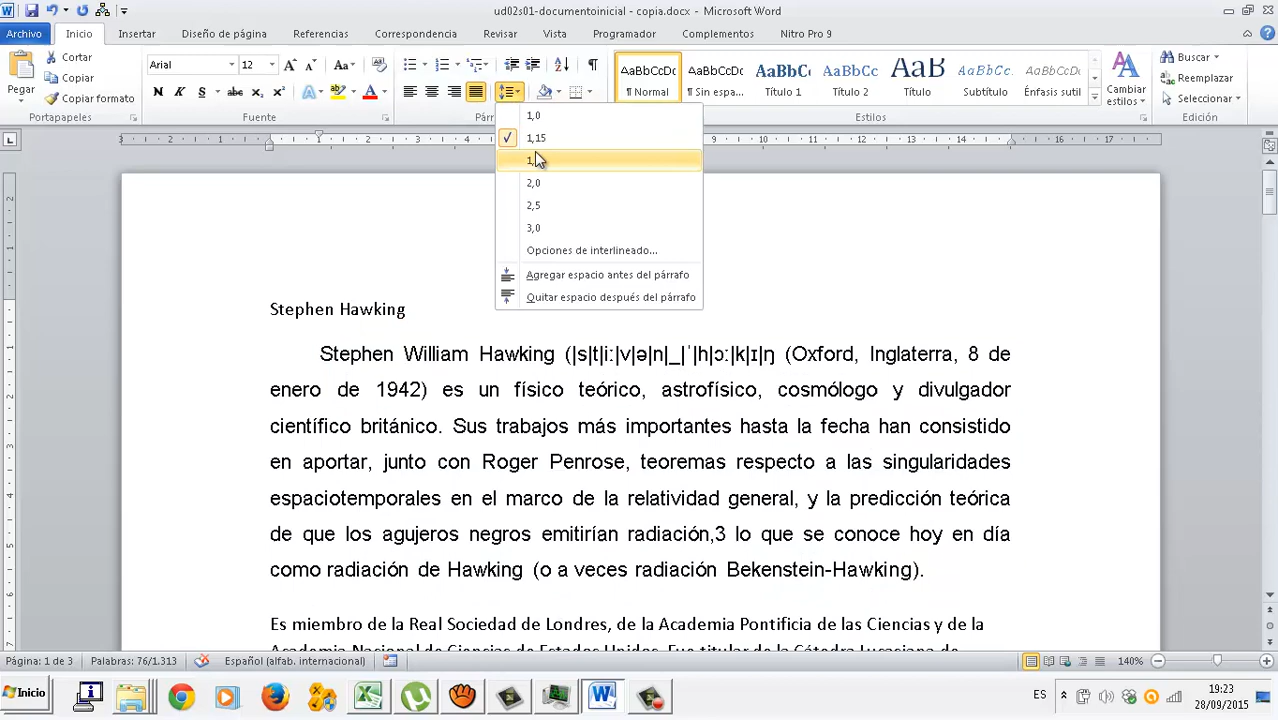 ud02s01-documentoinicial - copia.docx - Microsoft Word
Archivo Inicio Insertar Diseño de página Referencias Correspondencia Revisar Vista Programador Complementos Nitro Pro 9
Cortar
Copiar
Copiar formato
Pegar
Portapapeles
Arial 12
Fuente
AaBbCcDc AaBbCcDc AaBbCc AaBbCc AaB AaBbCcL AaBbCcDc
¶ Normal ¶ Sin espa... Título 1 Título 2 Título Subtítulo Énfasis sutil
Cambiar estilos
Estilos
Buscar
Reemplazar
Seleccionar
Edición
1,0
1,15
2,0
2,5
3,0
Opciones de interlineado...
Agregar espacio antes del párrafo
Quitar espacio después del párrafo
Stephen Hawking
Stephen William Hawking (|s|t|iː|v|ə|n|_|ˈ|h|ɔː|k|ɪ|ŋ (Oxford, Inglaterra, 8 de
enero de 1942) es un físico teórico, astrofísico, cosmólogo y divulgador
científico británico. Sus trabajos más importantes hasta la fecha han consistido
en aportar, junto con Roger Penrose, teoremas respecto a las singularidades
espaciotemporales en el marco de la relatividad general, y la predicción teórica
de que los agujeros negros emitirían radiación,3 lo que se conoce hoy en día
como radiación de Hawking (o a veces radiación Bekenstein-Hawking).
Es miembro de la Real Sociedad de Londres, de la Academia Pontificia de las Ciencias y de la
Academia Nacional de Ciencias de Estados Unidos. Fue titular de la Cátedra Lucasiana de
Página: 1 de 3 Palabras: 76/1.313 Español (alfab. internacional) 140%
Inicio ES 19:23
28/09/2015